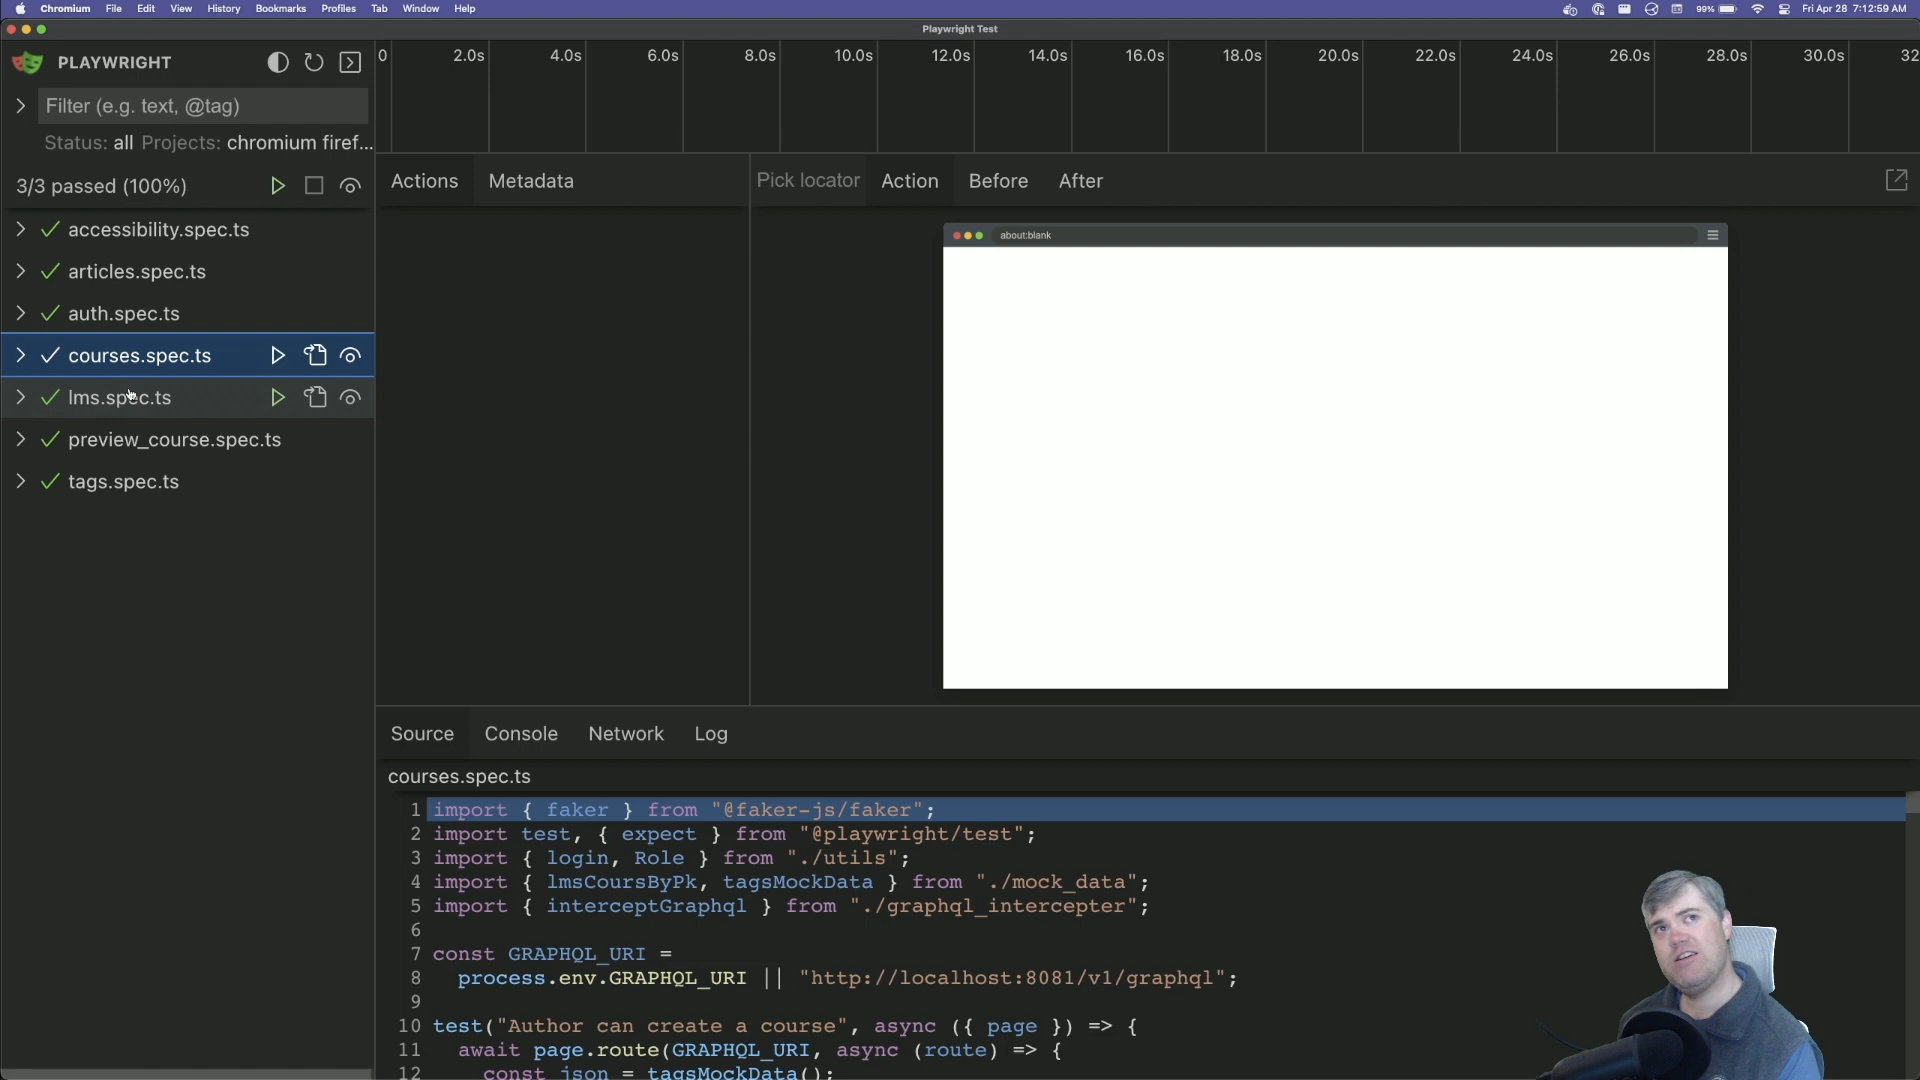 Chromium File Edit View History Bookmarks Profiles Tab Window Help
99% Fri Apr 28 7:12:59 AM
Playwright Test
PLAYWRIGHT
0 2.0s 4.0s 6.0s 8.0s 10.0s 12.0s 14.0s 16.0s 18.0s 20.0s 22.0s 24.0s 26.0s 28.0s 30.0s 32
Filter (e.g. text, @tag)
Status: all Projects: chromium firef...
3/3 passed (100%)
accessibility.spec.ts
articles.spec.ts
auth.spec.ts
courses.spec.ts
lms.spec.ts
preview_course.spec.ts
tags.spec.ts
Actions Metadata
Pick locator Action Before After
about:blank
Source Console Network Log
courses.spec.ts
1 import { faker } from "@faker-js/faker";
2 import test, { expect } from "@playwright/test";
3 import { login, Role } from "./utils";
4 import { lmsCoursByPk, tagsMockData } from "./mock_data";
5 import { interceptGraphql } from "./graphql_intercepter";
6
7 const GRAPHQL_URI =
8 process.env.GRAPHQL_URI || "http://localhost:8081/v1/graphql";
9
10 test("Author can create a course", async ({ page }) => {
11 await page.route(GRAPHQL_URI, async (route) => {
12 const json = tagsMockData();